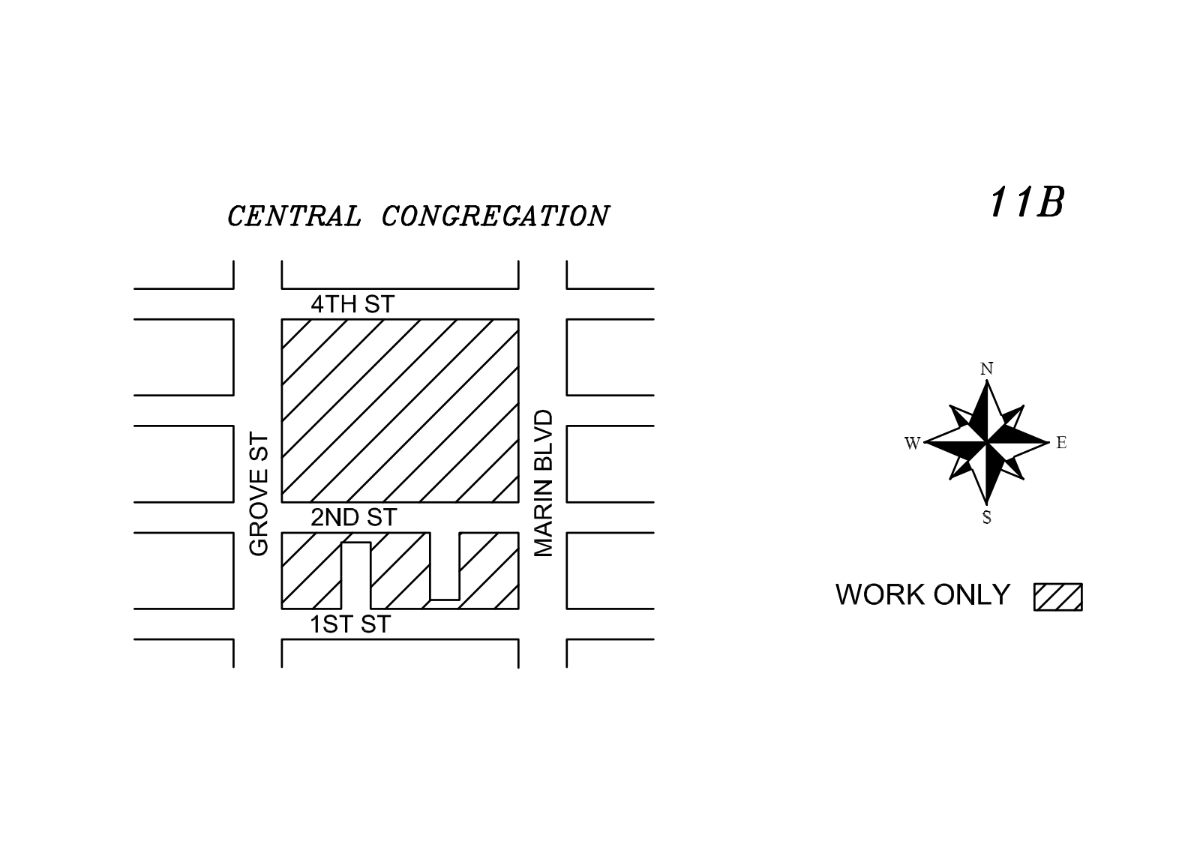 11B
CENTRAL CONGREGATION
4TH ST
GROVE ST
MARIN BLVD
2ND ST
1ST ST
N
W
E
S
WORK ONLY